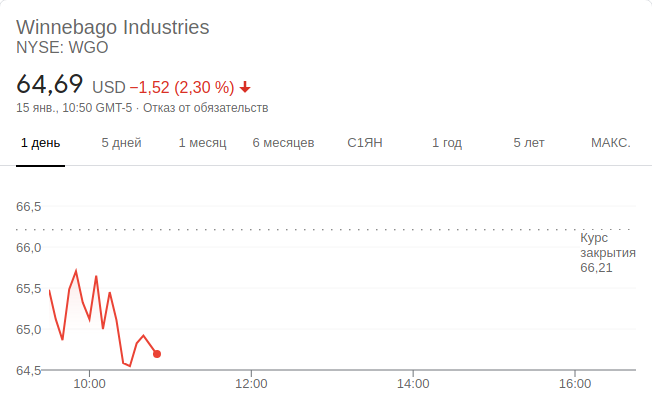 Winnebago Industries
NYSE: WGO
64,69 USD −1,52 (2,30 %)
15 янв., 10:50 GMT-5 · Отказ от обязательств
1 день 5 дней 1 месяц 6 месяцев С1ЯН 1 год 5 лет МАКС.
66,5
Курс
закрытия
66,21
66,0
65,5
65,0
64,5
10:00 12:00 14:00 16:00